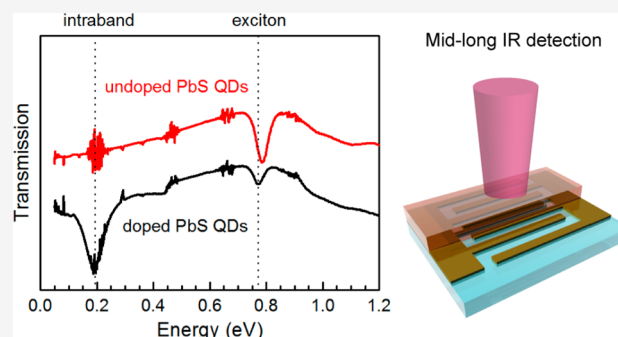 intraband exciton
Mid-long IR detection
undoped PbS QDs
doped PbS QDs
Transmission
0.0 0.2 0.4 0.6 0.8 1.0 1.2
Energy (eV)